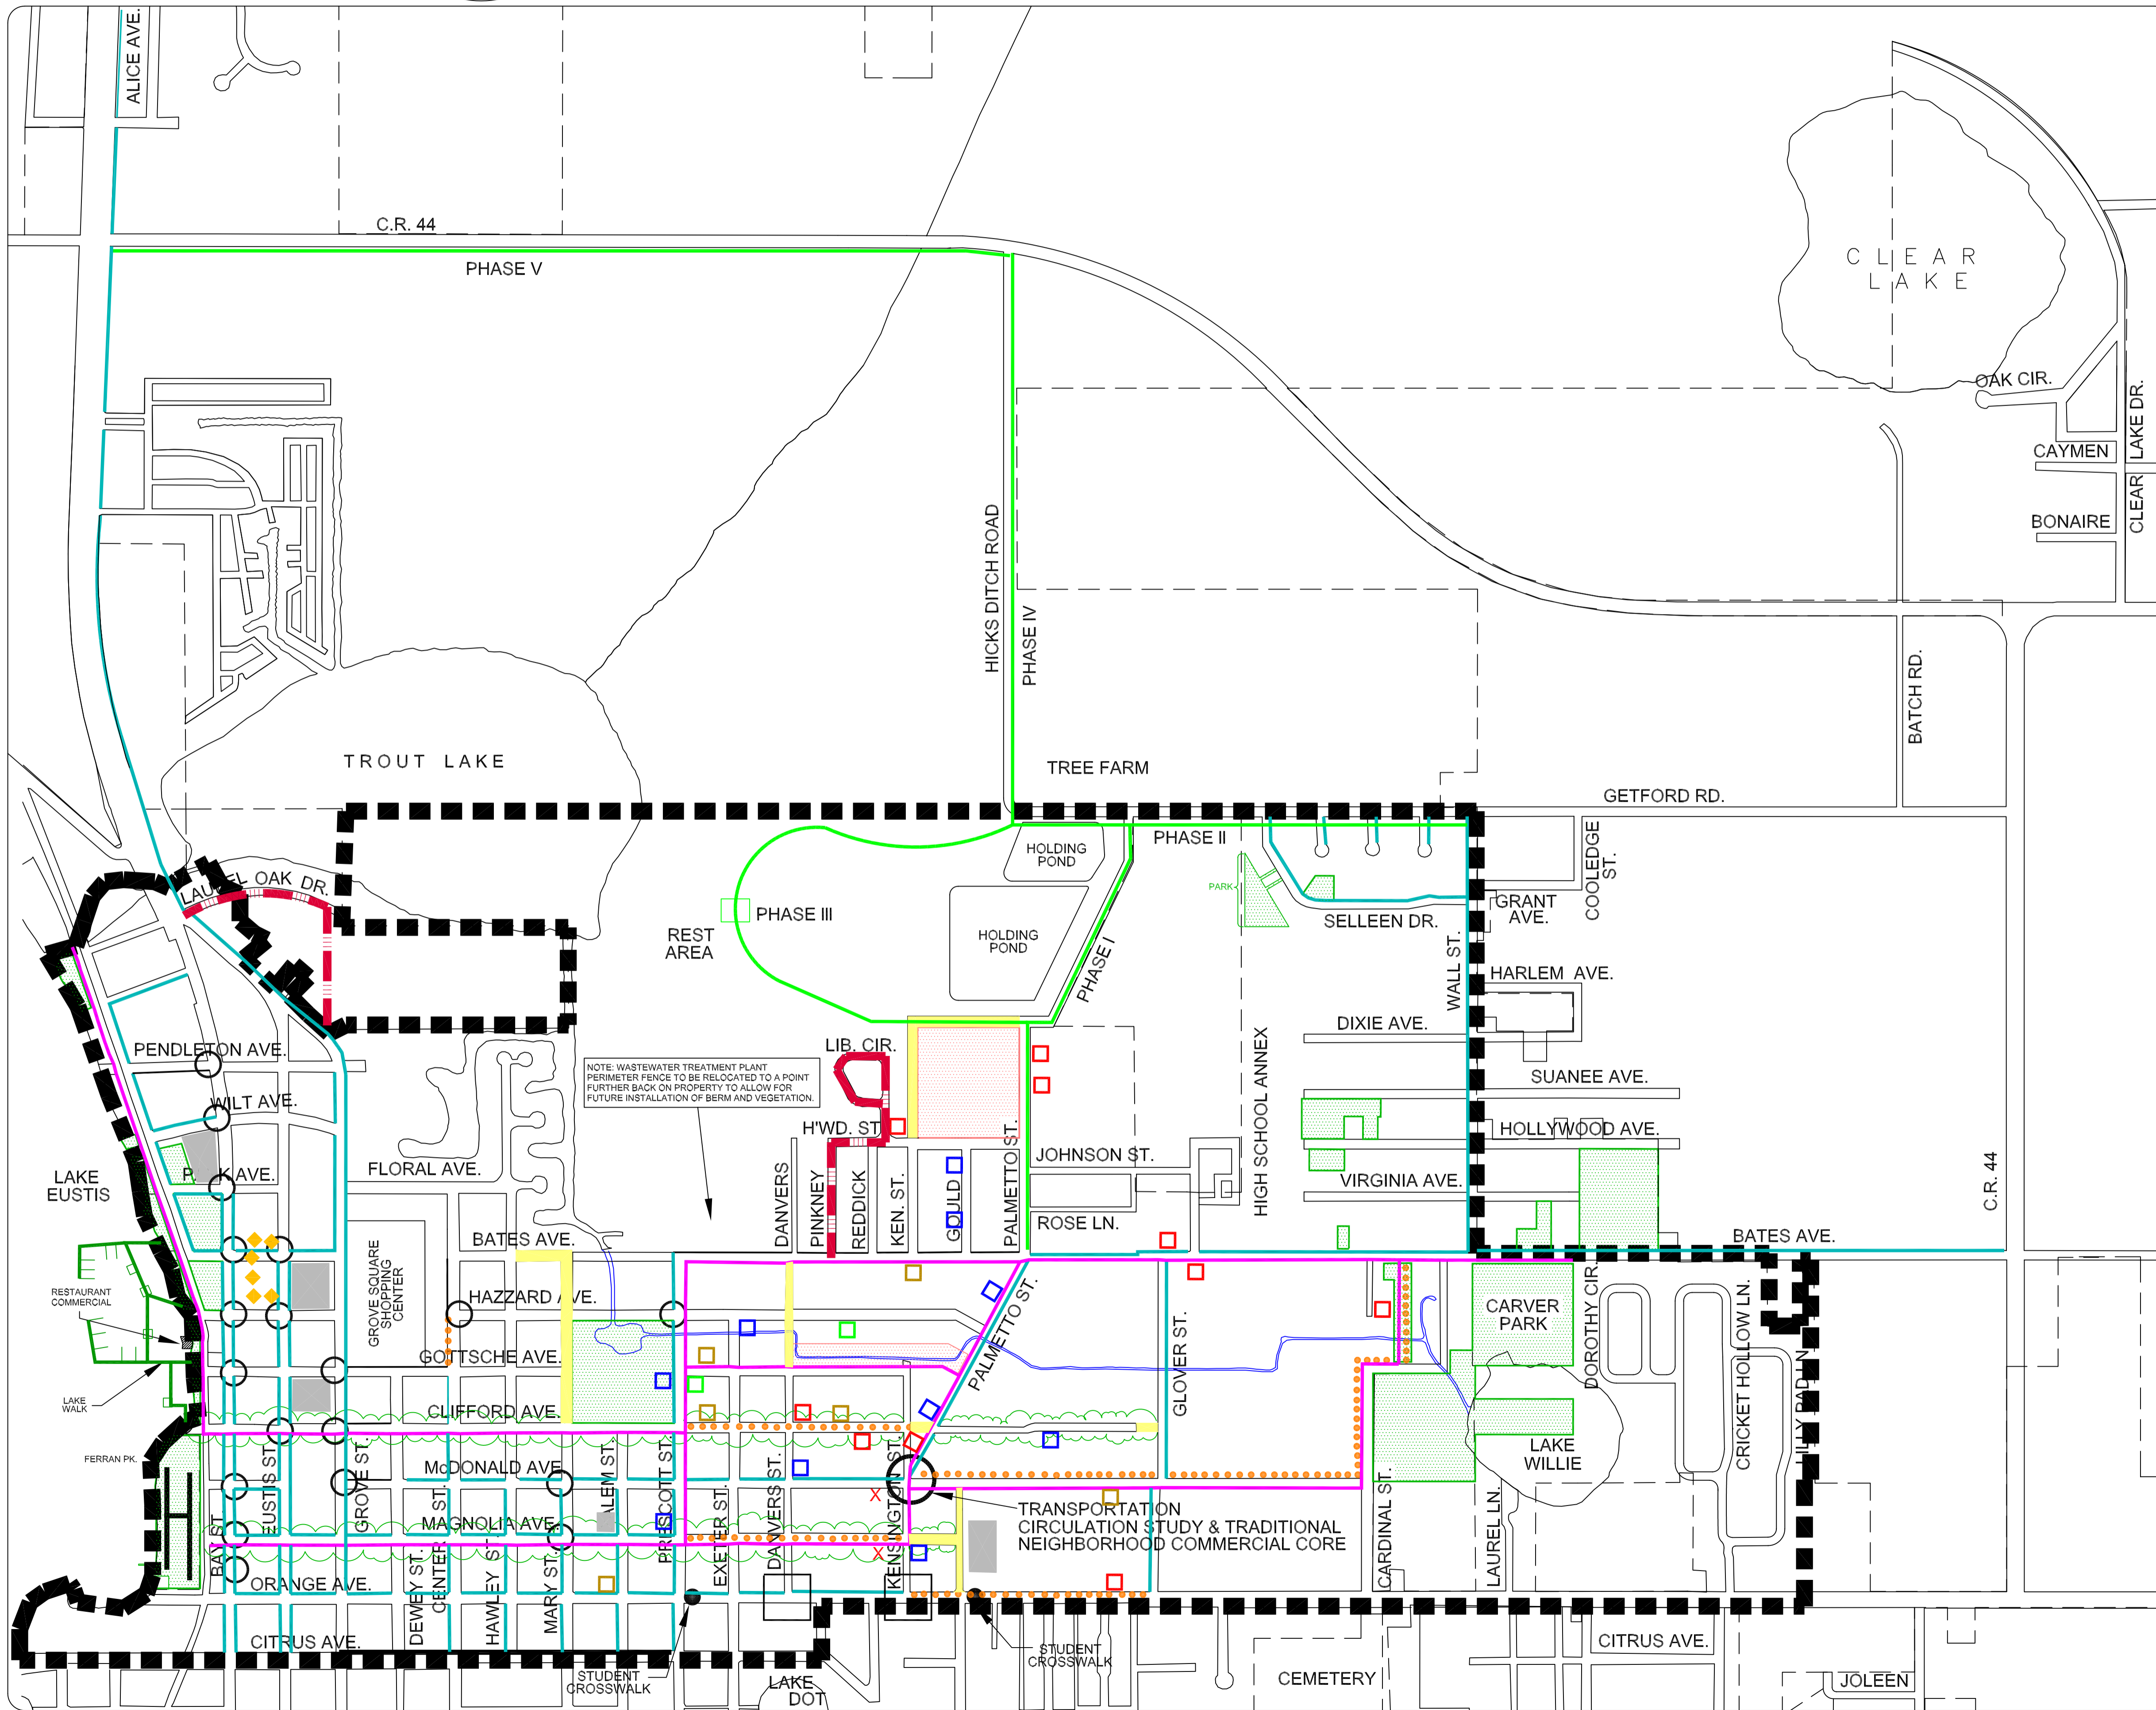 ALICE AVE.
C.R. 44
PHASE V
CLEAR
LAKE
OAK CIR.
CLEAR LAKE DR.
CAYMEN
BONAIRE
HICKS DITCH ROAD
PHASE IV
BATCH RD.
TROUT LAKE
TREE FARM
GETFORD RD.
PHASE II
HOLDING
POND
COOLEDGE
ST.
LAUREL OAK DR.
PARK
PHASE III
GRANT
AVE.
SELLEEN DR.
REST
AREA
HOLDING
POND
PHASE I
WALL ST.
HARLEM AVE.
DIXIE AVE.
PENDLETON AVE.
LIB. CIR.
HIGH SCHOOL ANNEX
NOTE: WASTEWATER TREATMENT PLANT
PERIMETER FENCE TO BE RELOCATED TO A POINT
FURTHER BACK ON PROPERTY TO ALLOW FOR
FUTURE INSTALLATION OF BERM AND VEGETATION.
SUANEE AVE.
WILT AVE.
H'WD. ST
HOLLYWOOD AVE.
PALMETTO ST.
JOHNSON ST.
FLORAL AVE.
LAKE
EUSTIS
AVE.
DANVERS
PINKNEY
REDDICK
KEN. ST.
GOULD
VIRGINIA AVE.
C.R. 44
ROSE LN.
BATES AVE.
BATES AVE.
GROVE SQUARE
SHOPPING
CENTER
RESTAURANT
COMMERCIAL
HAZZARD AVE.
PALMETTO ST.
GLOVER ST.
CARVER
PARK
DOROTHY CIR.
CRICKET HOLLOW LN.
LILLY PAD LN.
GOTTSCHE AVE.
LAKE
WALK
CLIFFORD AVE.
FERRAN PK.
LAKE
WILLIE
McDONALD AVE
EUSTIS ST.
GROVE ST.
PRESCOTT ST.
DANVERS ST.
KENSINGTON ST.
X
MAGNOLIA AVE.
TRANSPORTATION
CIRCULATION STUDY & TRADITIONAL
NEIGHBORHOOD COMMERCIAL CORE
X
BAY ST.
ORANGE AVE.
DEWEY ST.
CENTER ST.
HAWLEY ST.
MARY ST.
EXETER ST.
CARDINAL ST.
LAUREL LN.
CITRUS AVE.
CITRUS AVE.
STUDENT
CROSSWALK
STUDENT
CROSSWALK
LAKE
DOT
CEMETERY
JOLEEN